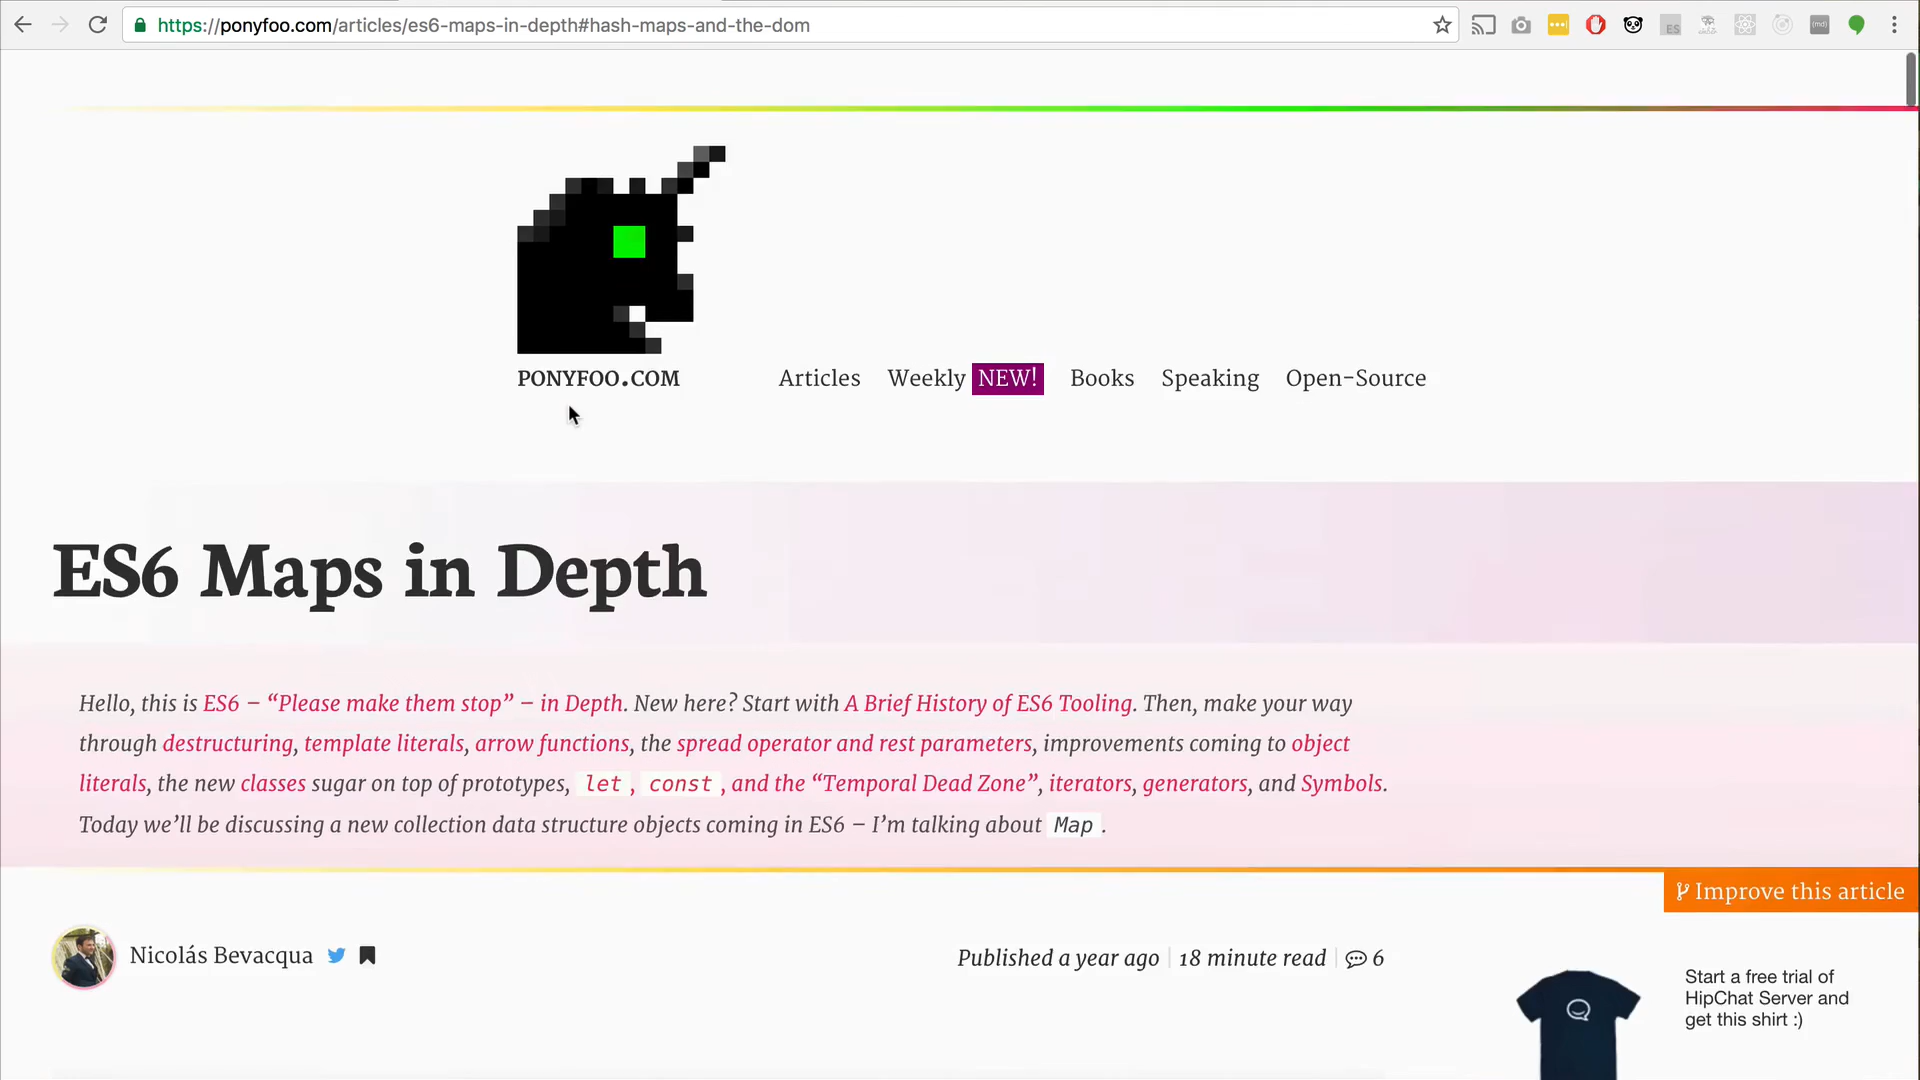 https://ponyfoo.com/articles/es6-maps-in-depth#hash-maps-and-the-dom
ES
{md}
PONYFOO.COM
Articles Weekly NEW! Books Speaking Open-Source
ES6 Maps in Depth
Hello, this is ES6 – “Please make them stop” – in Depth. New here? Start with A Brief History of ES6 Tooling. Then, make your way
through destructuring, template literals, arrow functions, the spread operator and rest parameters, improvements coming to object
literals, the new classes sugar on top of prototypes, let, const, and the “Temporal Dead Zone”, iterators, generators, and Symbols.
Today we’ll be discussing a new collection data structure objects coming in ES6 – I’m talking about Map.
Improve this article
Nicolás Bevacqua
Published a year ago 18 minute read 6
Start a free trial of
HipChat Server and
get this shirt :)